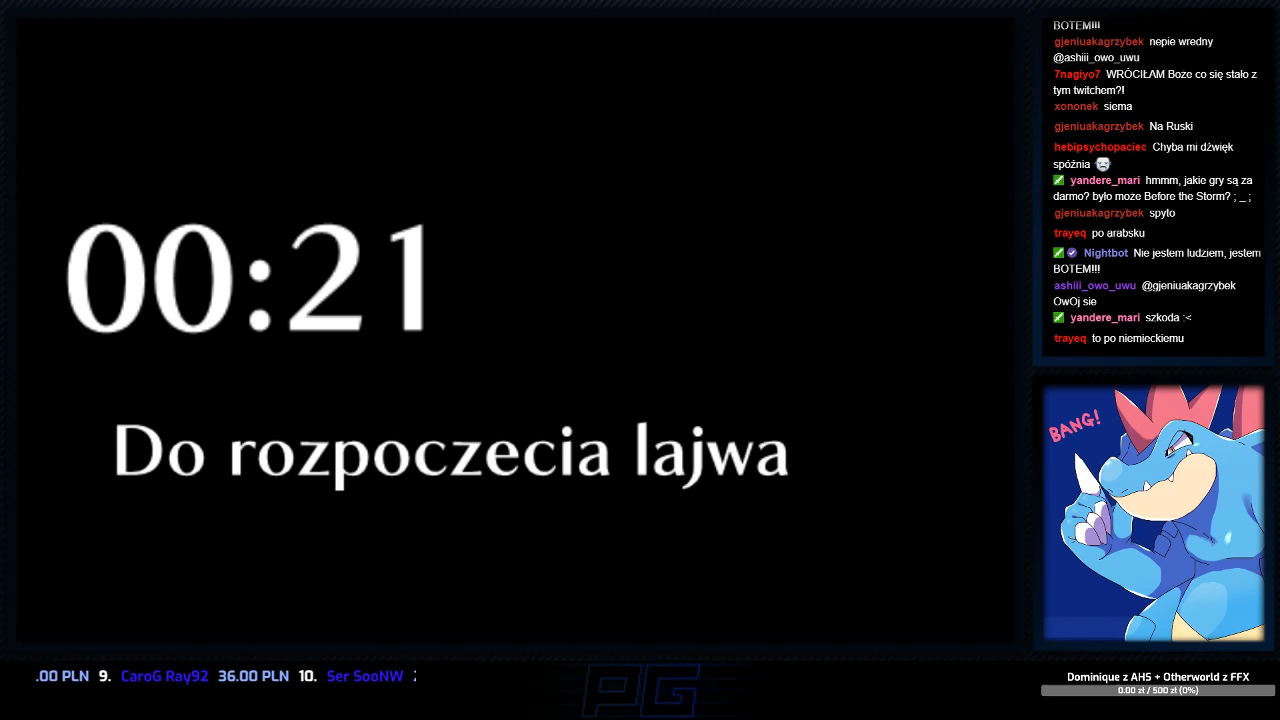 00:21
Do rozpoczecia lajwa
BOTEM!!!
gjeniuakagrzybek nepie wredny
@ashiii_owo_uwu
7nagiyo7 WRÓCIŁAM Boże co się stało z
tym twitchem?!
xononek siema
gjeniuakagrzybek Na Ruski
hebipsychopaciec Chyba mi dźwięk
spóźnia
yandere_mari hmmm, jakie gry są za
darmo? było może Before the Storm? ; _ ;
gjeniuakagrzybek spyto
trayeq po arabsku
Nightbot Nie jestem ludziem, jestem
BOTEM!!!
ashiii_owo_uwu @gjeniuakagrzybek
OwOj sie
yandere_mari szkoda :<
trayeq to po niemieckiemu
BANG!
.00 PLN 9. CaroG Ray92 36.00 PLN 10. Ser SooNW
PG
Dominique z AHS + Otherworld z FFX
0.00 zł / 500 zł (0%)